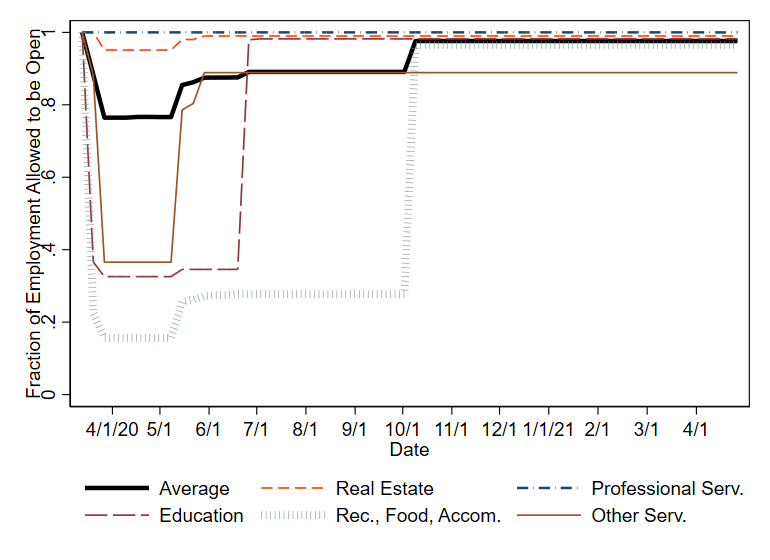 Fraction of Employment Allowed to be Open
1
.8
.6
.4
.2
0
4/1/20 5/1 6/1 7/1 8/1 9/1 10/1 11/1 12/1 1/1/21 2/1 3/1 4/1
Date
Average Real Estate Professional Serv.
Education Rec., Food, Accom. Other Serv.